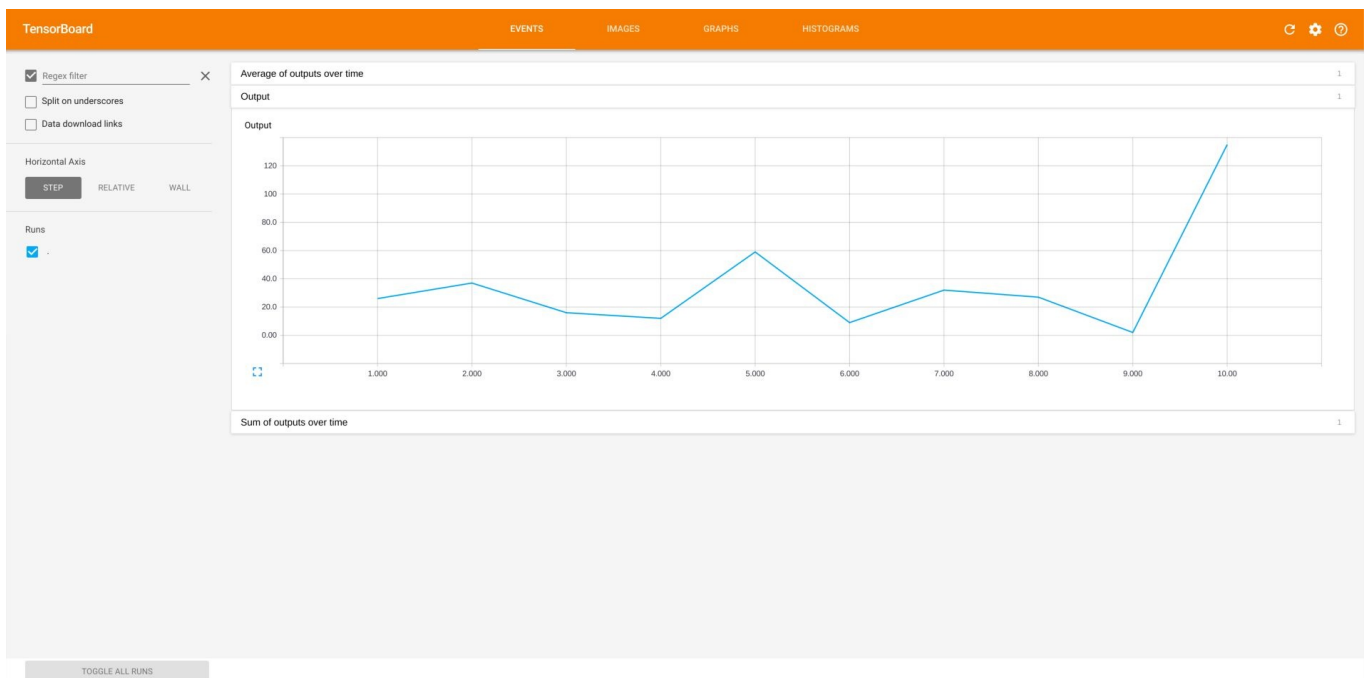 TensorBoard
EVENTS IMAGES GRAPHS HISTOGRAMS
Regex filter
Split on underscores
Data download links
Horizontal Axis
STEP RELATIVE WALL
Runs
.
TOGGLE ALL RUNS
Average of outputs over time 1
Output 1
Output
120
100
80.0
60.0
40.0
20.0
0.00
1.000 2.000 3.000 4.000 5.000 6.000 7.000 8.000 9.000 10.00
Sum of outputs over time 1